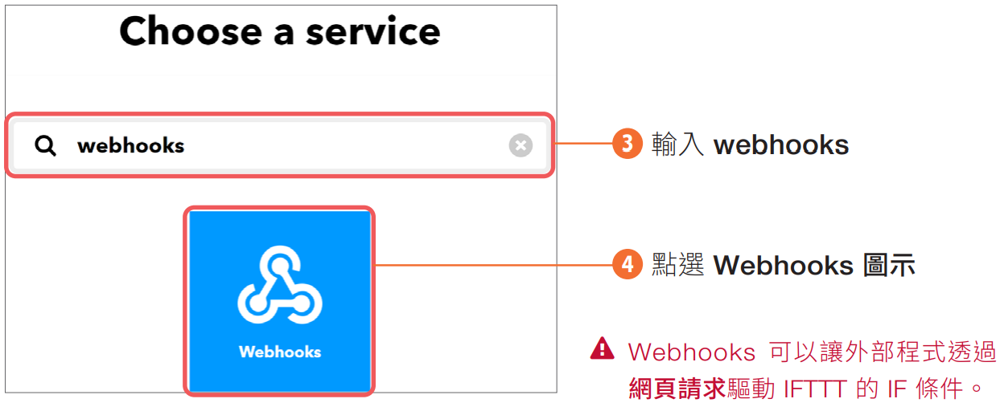 Choose a service
webhooks
3 輸入 webhooks
Webhooks
4 點選 Webhooks 圖示
Webhooks 可以讓外部程式透過
網頁請求驅動 IFTTT 的 IF 條件。